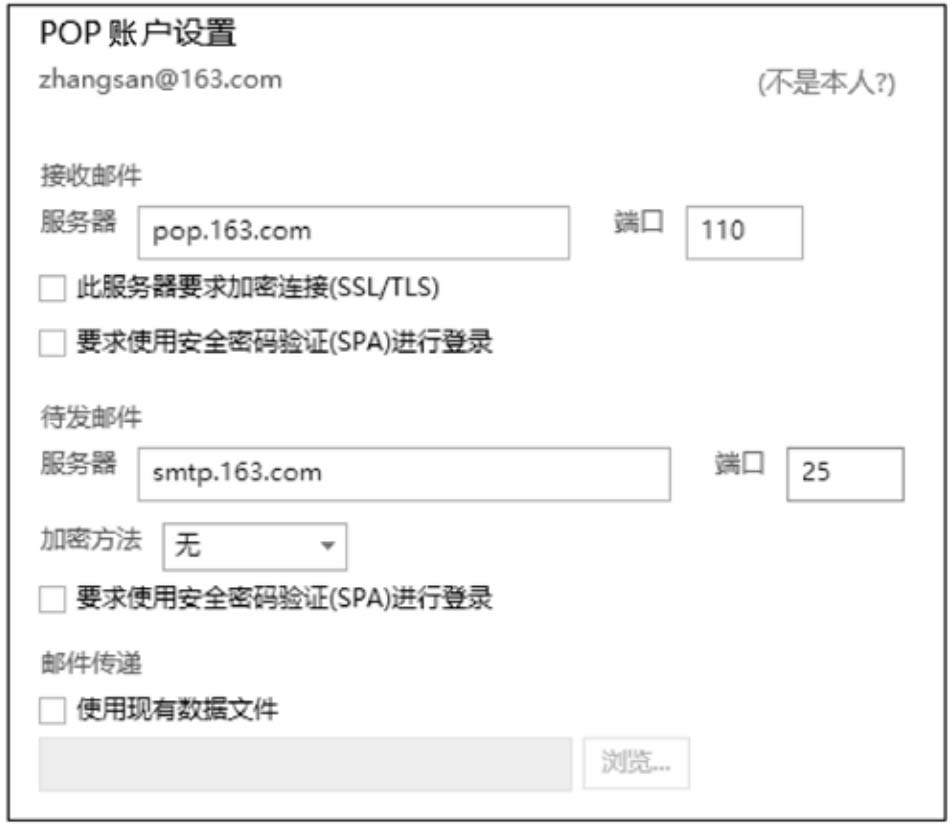 POP 账户设置
zhangsan@163.com (不是本人?)
接收邮件
服务器 pop.163.com 端口 110
此服务器要求加密连接(SSL/TLS)
要求使用安全密码验证(SPA)进行登录
待发邮件
服务器 smtp.163.com 端口 25
加密方法 无
要求使用安全密码验证(SPA)进行登录
邮件传递
使用现有数据文件
浏览...